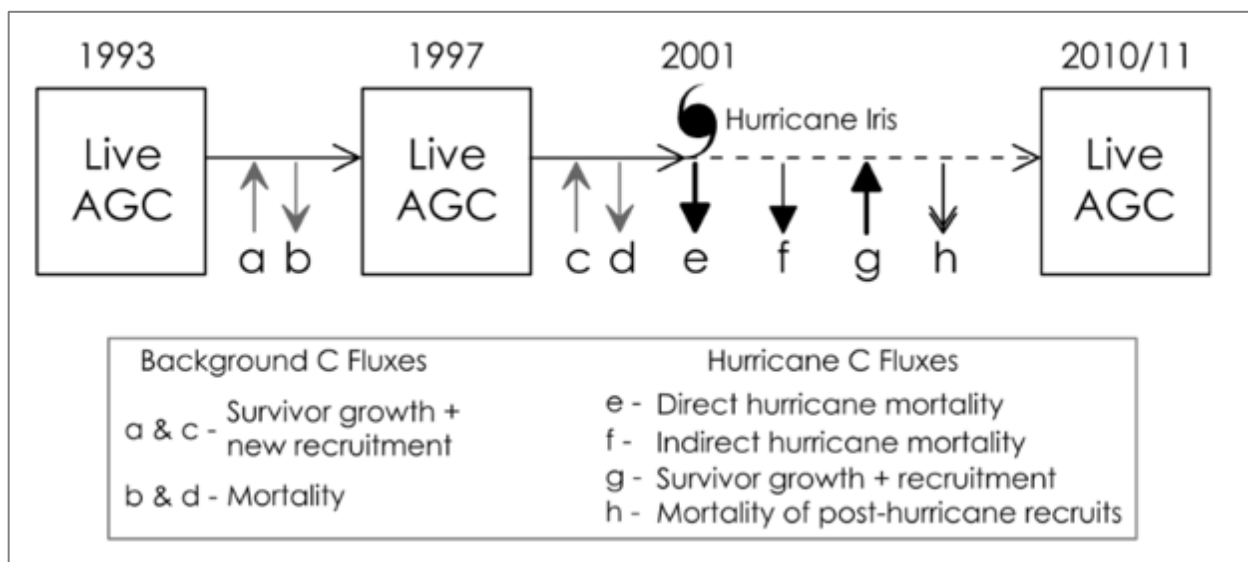 1993 1997 2001 2010/11
Hurricane Iris
Live Live Live
AGC AGC AGC
a b c d e f g h
Background C Fluxes
a & c - Survivor growth +
new recruitment
b & d - Mortality
Hurricane C Fluxes
e - Direct hurricane mortality
f - Indirect hurricane mortality
g - Survivor growth + recruitment
h - Mortality of post-hurricane recruits